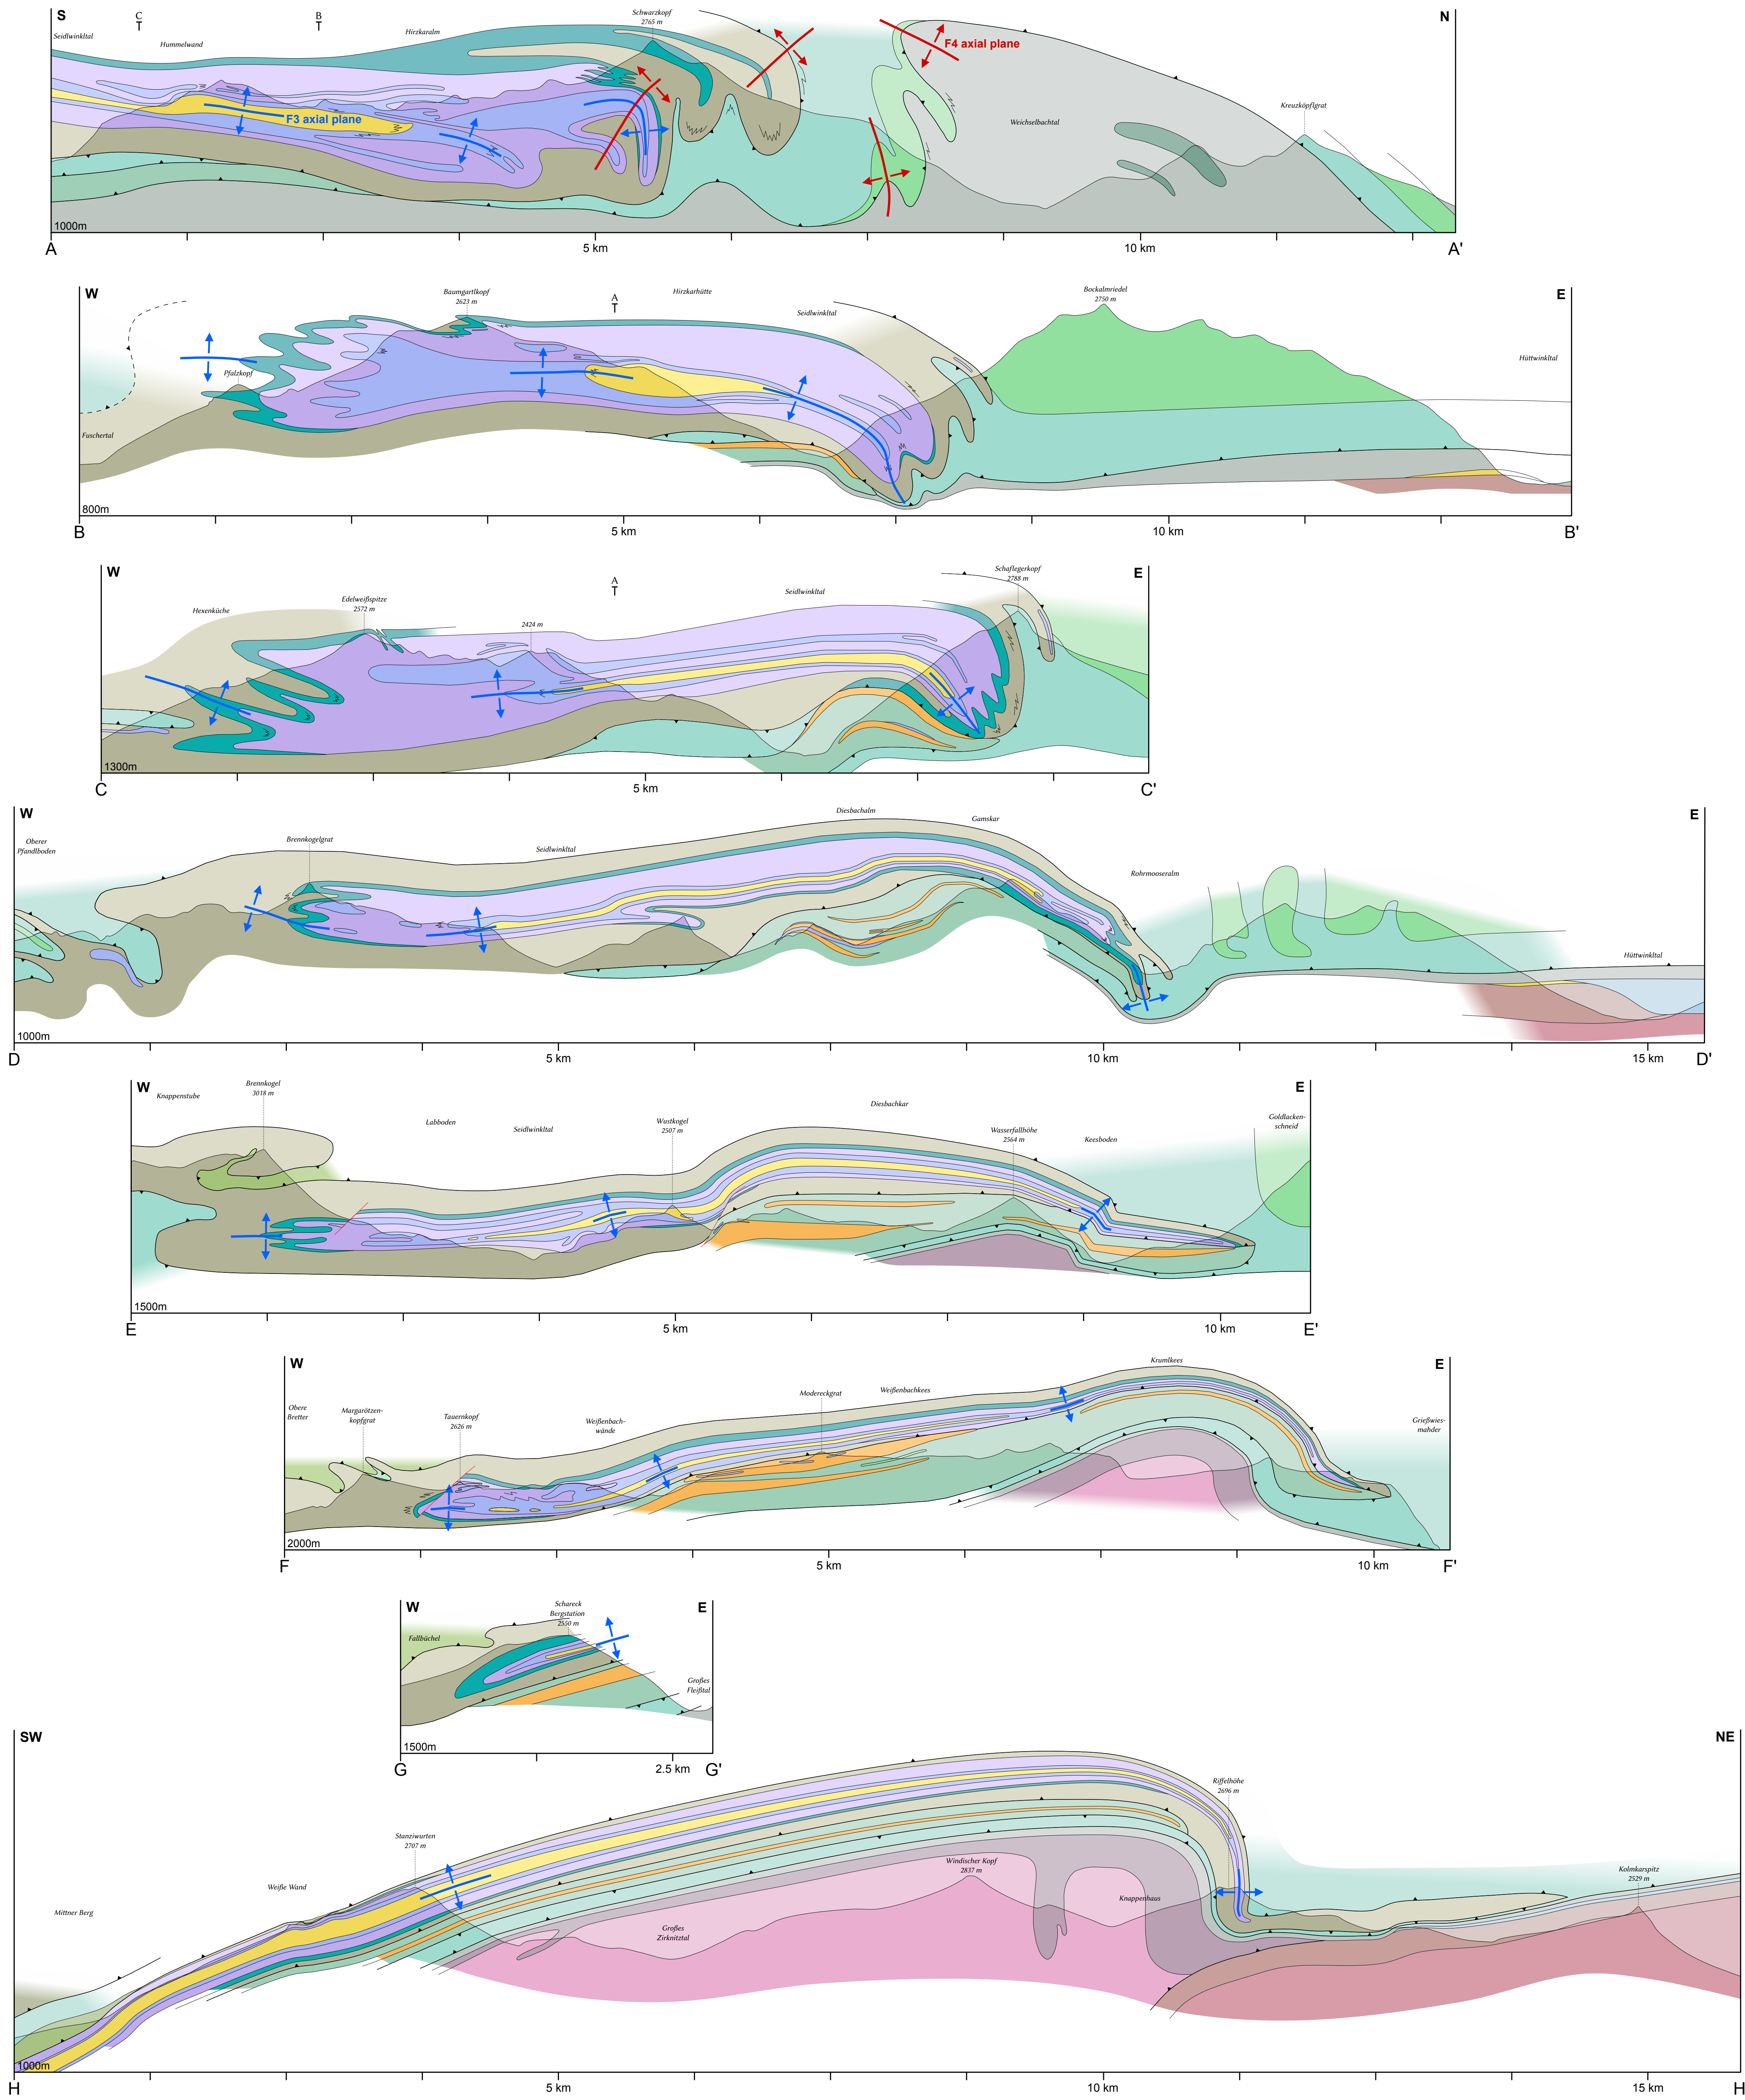 S
C
B
N
Seidlwinkltal
Hummelwand
Hirzkaralm
Schwarzkopf
2765 m
F4 axial plane
F3 axial plane
Weichselbachtal
Kreuzköpflgrat
1000m
A
5 km
10 km
A'
W
Baumgartlkopf
2623 m
A
Hirzkarhütte
Seidlwinkltal
Bockalmriedel
2750 m
E
Pfalzkopf
Hüttwinkltal
Fuschertal
800m
B
5 km
10 km
B'
W
Hexenküche
Edelweißspitze
2572 m
2424 m
A
Seidlwinkltal
Schaflegerkopf
2788 m
E
1300m
C
5 km
C'
W
Oberer
Pfandlboden
Brennkogelgrat
Seidlwinkltal
Diesbachalm
Gamskar
Rohrmooseralm
E
Hüttwinkltal
1000m
D
5 km
10 km
15 km
D'
W
Knappenstube
Brennkogel
3018 m
Labboden
Seidlwinkltal
Wustkogel
2507 m
Diesbachkar
Wasserfallhöhe
2564 m
Keesboden
Goldlacken-
schneid
E
1500m
E
5 km
10 km
E'
W
Obere
Bretter
Margarötzen-
kopfgrat
Tauernkopf
2626 m
Weißenbach-
wände
Modereckgrat
Weißenbachkees
Krumlkees
Grießwies-
mahder
E
2000m
F
5 km
10 km
F'
W
Fallbüchel
Schareck
Bergstation
2550 m
E
Großes
Fleißtal
1500m
G
2.5 km
G'
SW
NE
Mittner Berg
Weiße Wand
Stanziwurten
2707 m
Großes
Zirknitztal
Windischer Kopf
2837 m
Knappenhaus
Riffelhöhe
2696 m
Kolmkarspitz
2529 m
1000m
H
5 km
10 km
15 km
H'